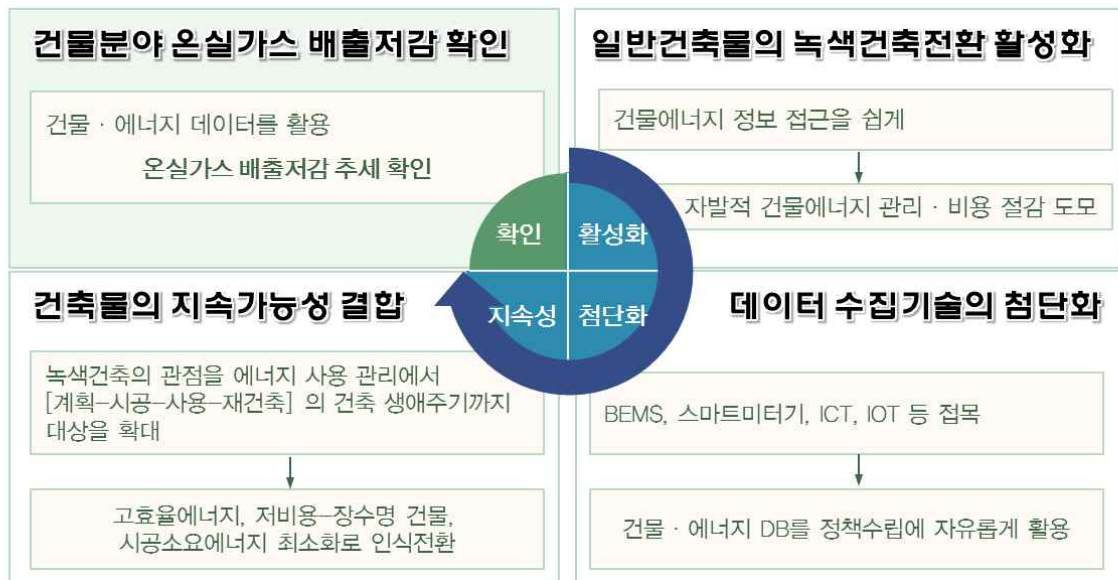 건물분야 온실가스 배출저감 확인
건물 · 에너지 데이터를 활용
온실가스 배출저감 추세 확인
일반건축물의 녹색건축전환 활성화
건물에너지 정보 접근을 쉽게
자발적 건물에너지 관리 · 비용 절감 도모
확인
활성화
지속성
첨단화
건축물의 지속가능성 결합
녹색건축의 관점을 에너지 사용 관리에서
[계획-시공-사용-재건축] 의 건축 생애주기까지
대상을 확대
고효율에너지, 저비용-장수명 건물,
시공소요에너지 최소화로 인식전환
데이터 수집기술의 첨단화
BEMS, 스마트미터기, ICT, IOT 등 접목
건물 · 에너지 DB를 정책수립에 자유롭게 활용